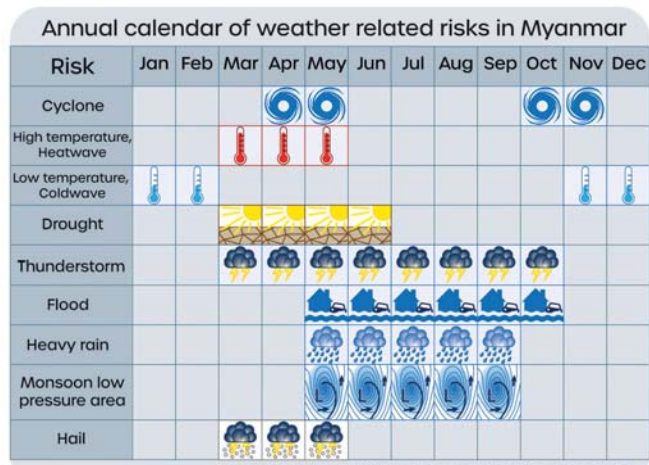 Annual calendar of weather related risks in Myanmar
Risk Jan Feb Mar Apr May Jun Jul Aug Sep Oct Nov Dec
Cyclone
High temperature,
Heatwave
Low temperature,
Coldwave
Drought
Thunderstorm
Flood
Heavy rain
Monsoon low
pressure area
L L L L L
Hail